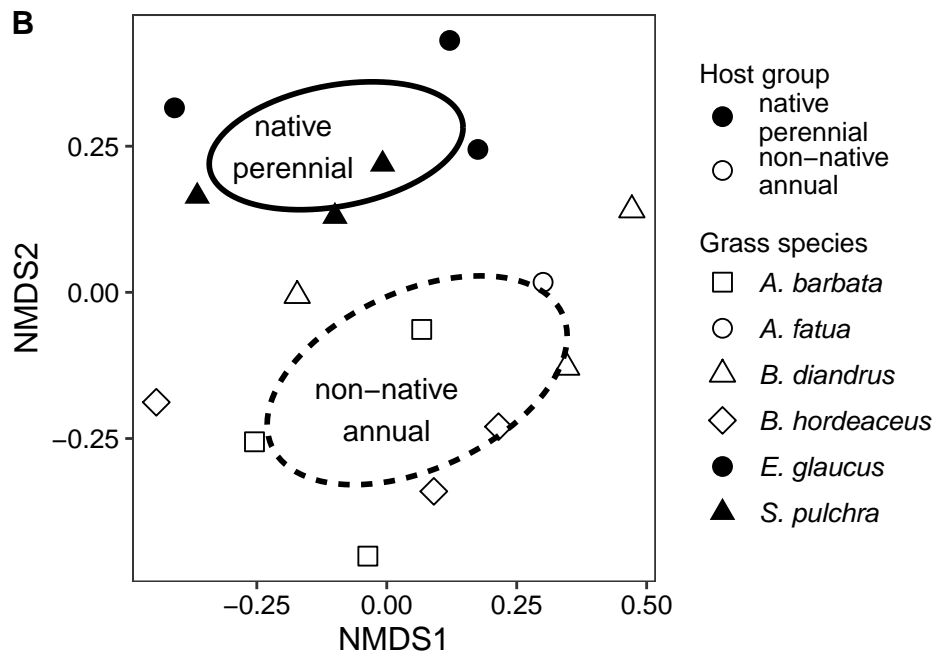 B
NMDS2
0.25
0.00
−0.25
native
perennial
non−native
annual
−0.25
0.00
0.25
0.50
NMDS1
Host group
native
perennial
non−native
annual
Grass species
A. barbata
A. fatua
B. diandrus
B. hordeaceus
E. glaucus
S. pulchra